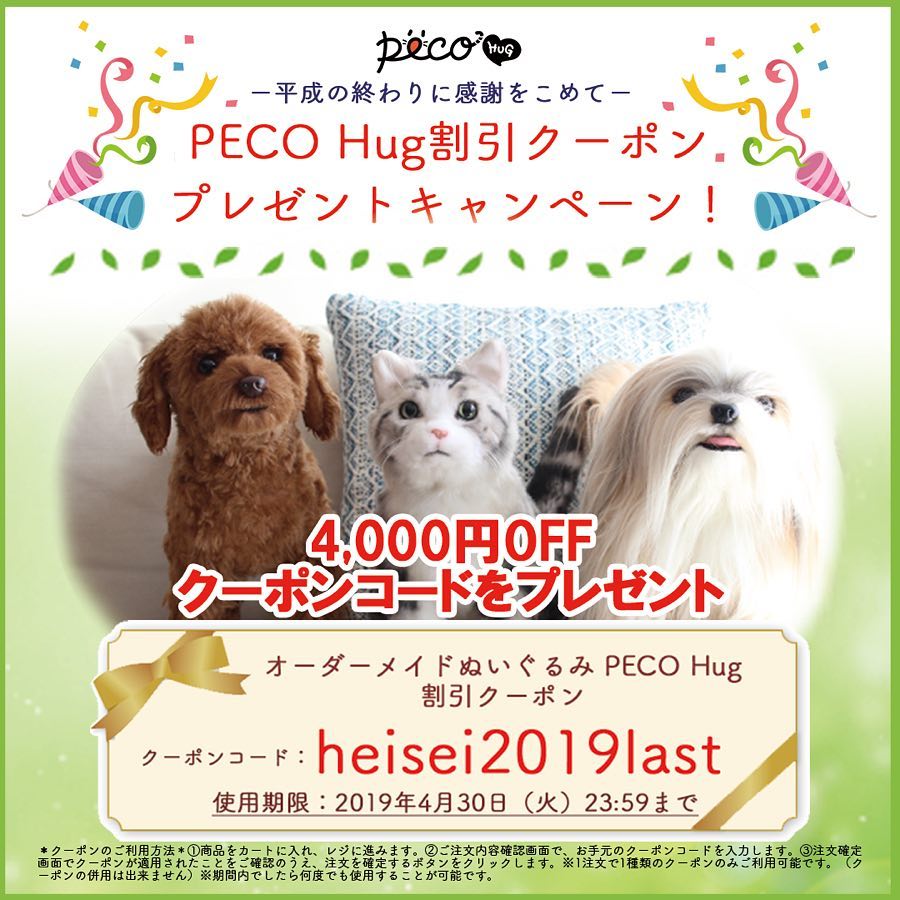 peco HUG
－平成の終わりに感謝をこめて－
PECO Hug割引クーポン
プレゼントキャンペーン！
4,000円OFF
クーポンコードをプレゼント
オーダーメイドぬいぐるみ PECO Hug
割引クーポン
クーポンコード：heisei2019last
使用期限：2019年4月30日（火）23:59まで
＊クーポンのご利用方法＊①商品をカートに入れ、レジに進みます。②ご注文内容確認画面で、お手元のクーポンコードを入力します。③注文確定
画面でクーポンが適用されたことをご確認のうえ、注文を確定するボタンをクリックします。※1注文で1種類のクーポンのみご利用可能です。（ク
ーポンの併用は出来ません）※期間内でしたら何度でも使用することが可能です。